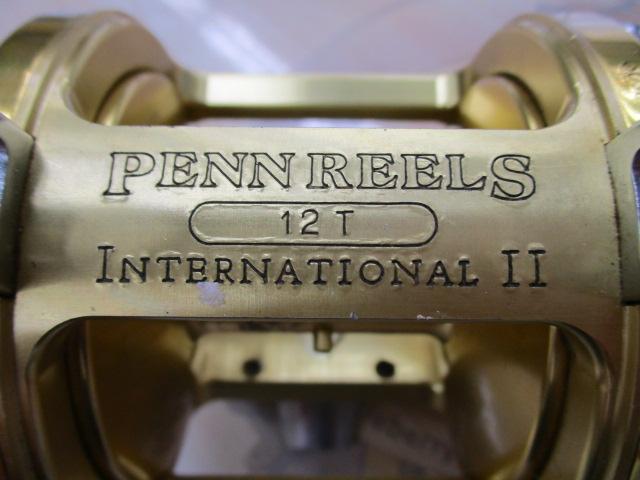 PENN REELS
12 T
INTERNATIONAL II